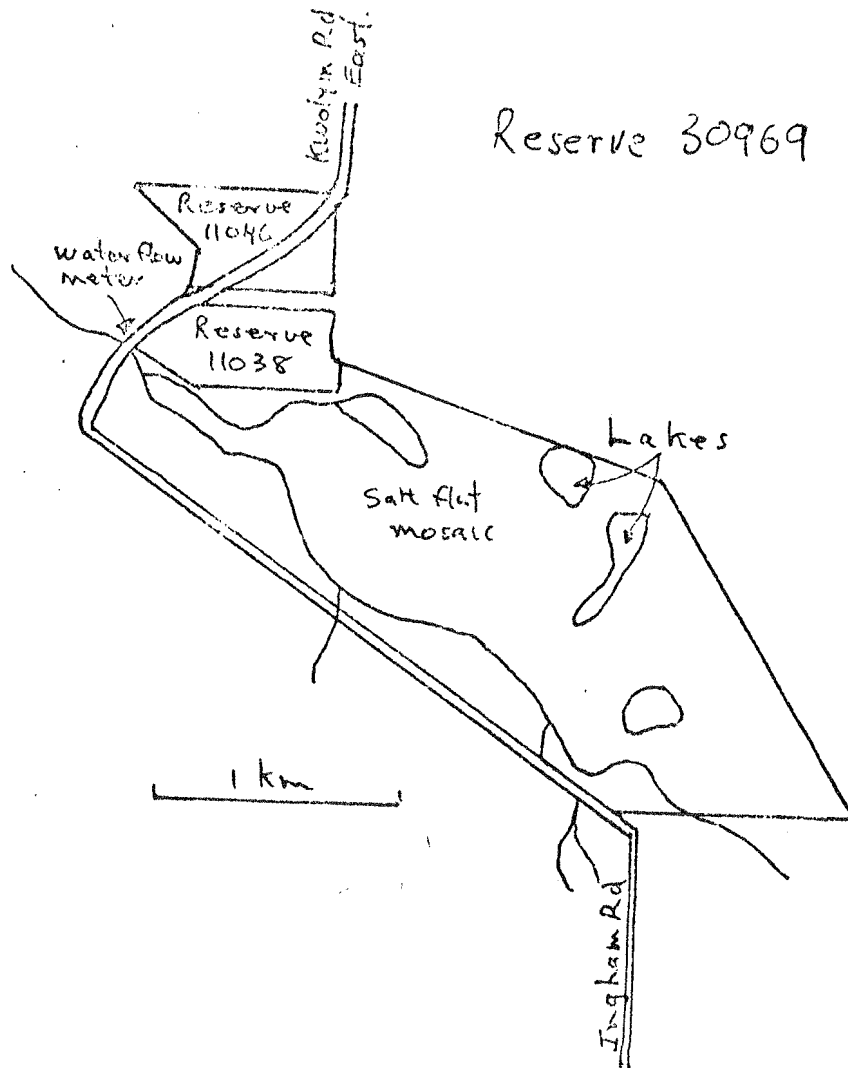 Kwolyin Rd
East.
Reserve 30969
Reserve
11046
water flow
meter
Reserve
11038
Lakes
Salt flat
mosaic
1 km
Ingham Rd